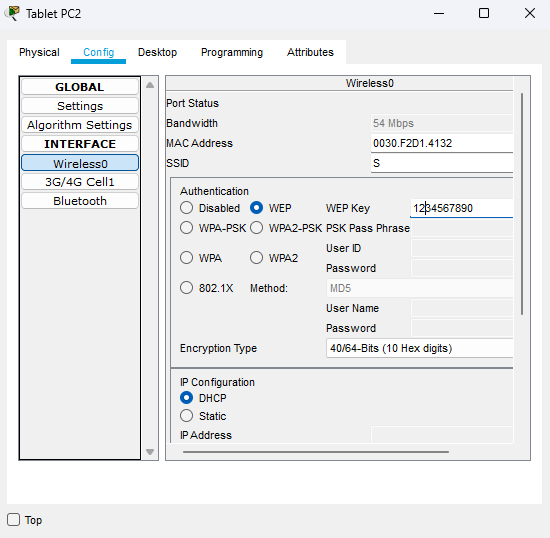 Tablet PC2
Physical Config Desktop Programming Attributes
GLOBAL
Settings
Algorithm Settings
INTERFACE
Wireless0
3G/4G Cell1
Bluetooth
Wireless0
Port Status
Bandwidth 54 Mbps
MAC Address 0030.F2D1.4132
SSID S
Authentication
Disabled WEP WEP Key 1234567890
WPA-PSK WPA2-PSK PSK Pass Phrase
User ID
WPA WPA2
Password
802.1X Method: MD5
User Name
Password
Encryption Type 40/64-Bits (10 Hex digits)
IP Configuration
DHCP
Static
IP Address
Top